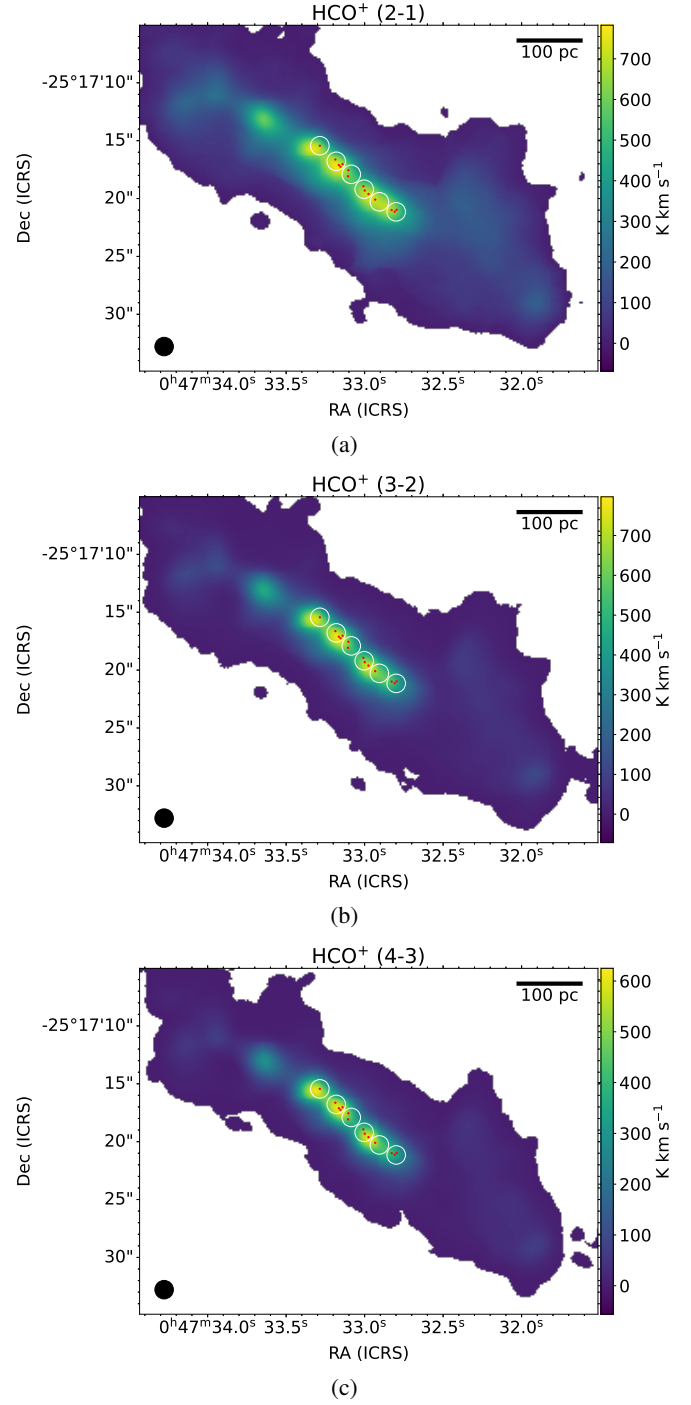 HCO⁺ (2-1)
100 pc
-25°17'10"
15"
20"
25"
30"
Dec (ICRS)
0ʰ47ᵐ34.0ˢ 33.5ˢ 33.0ˢ 32.5ˢ 32.0ˢ
RA (ICRS)
700
600
500
400
300
200
100
0
K km s⁻¹
(a)
HCO⁺ (3-2)
100 pc
-25°17'10"
15"
20"
25"
30"
Dec (ICRS)
0ʰ47ᵐ34.0ˢ 33.5ˢ 33.0ˢ 32.5ˢ 32.0ˢ
RA (ICRS)
700
600
500
400
300
200
100
0
K km s⁻¹
(b)
HCO⁺ (4-3)
100 pc
-25°17'10"
15"
20"
25"
30"
Dec (ICRS)
0ʰ47ᵐ34.0ˢ 33.5ˢ 33.0ˢ 32.5ˢ 32.0ˢ
RA (ICRS)
600
500
400
300
200
100
0
K km s⁻¹
(c)